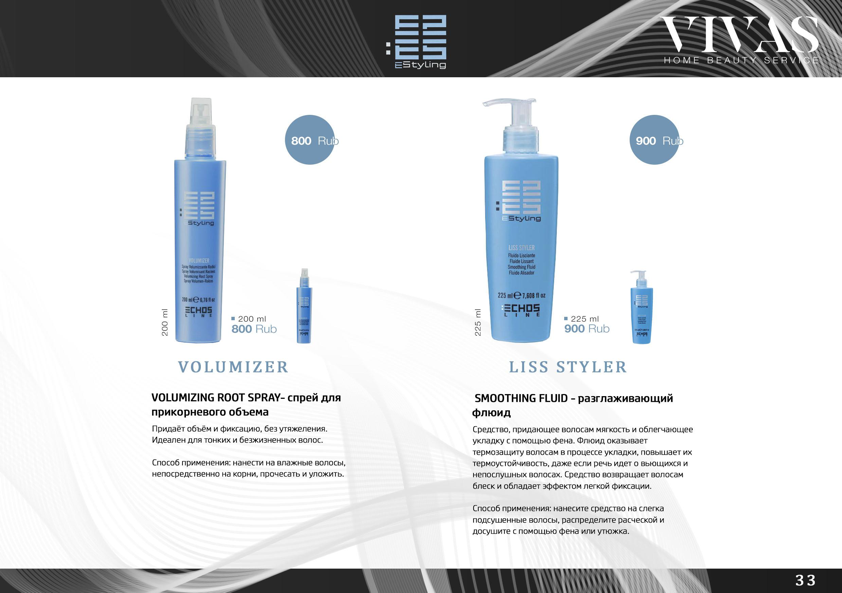 EStyling
VIVAS
HOME BEAUTY SERVICE
800 Rub
900 Rub
EStyling
VOLUMIZER
Volumizing Root Spray
ECHOS
LINE
200 ml
200 ml
800 Rub
EStyling
LISS STYLER
Fluido Lisciante
Fluide Lissant
Smoothing Fluid
Fluido Alisador
225 ml e 7,608 fl oz
ECHOS
LINE
225 ml
225 ml
900 Rub
VOLUMIZER
VOLUMIZING ROOT SPRAY– спрей для
прикорневого объема
Придаёт объём и фиксацию, без утяжеления.
Идеален для тонких и безжизненных волос.
Способ применения: нанести на влажные волосы,
непосредственно на корни, прочесать и уложить.
LISS STYLER
SMOOTHING FLUID – разглаживающий
флюид
Средство, придающее волосам мягкость и облегчающее
укладку с помощью фена. Флюид оказывает
термозащиту волосам в процессе укладки, повышает их
термоустойчивость, даже если речь идет о вьющихся и
непослушных волосах. Средство возвращает волосам
блеск и обладает эффектом легкой фиксации.
Способ применения: нанесите средство на слегка
подсушенные волосы, распределите расческой и
досушите с помощью фена или утюжка.
33